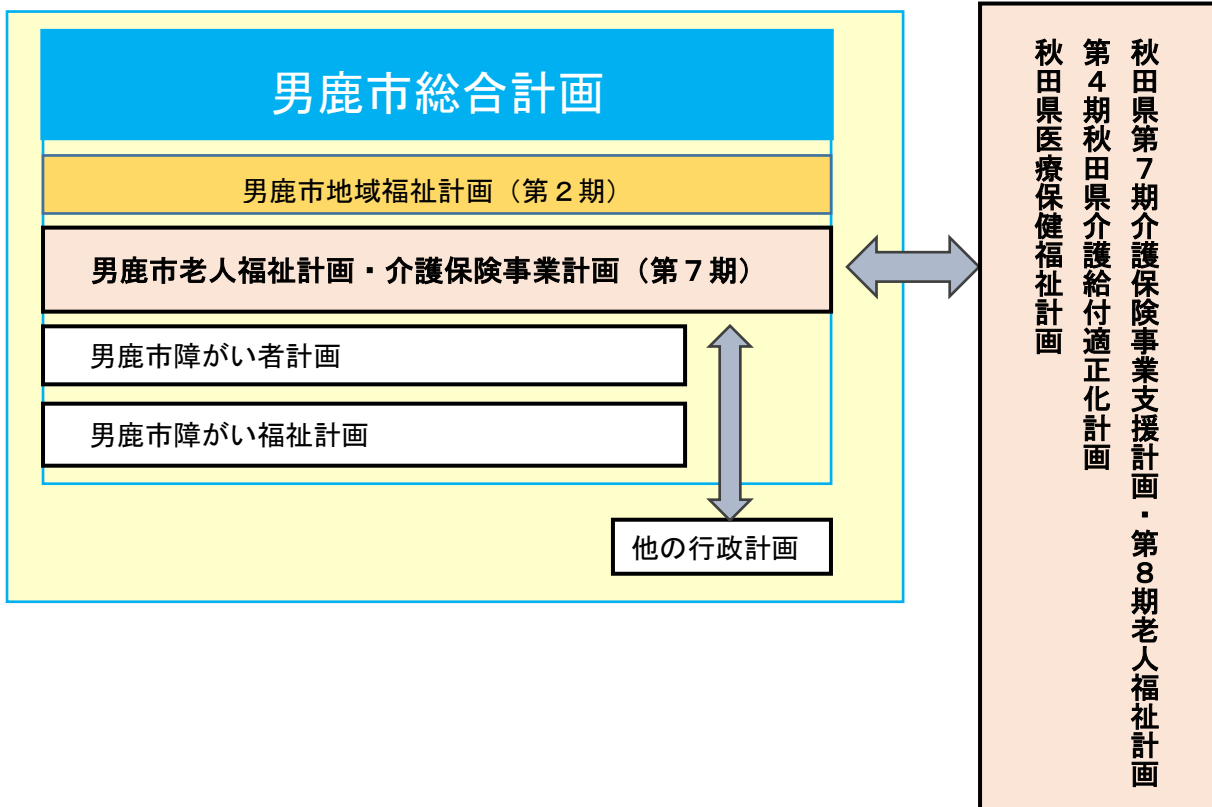 男鹿市総合計画
男鹿市地域福祉計画（第２期）
男鹿市老人福祉計画・介護保険事業計画（第７期）
男鹿市障がい者計画
男鹿市障がい福祉計画
他の行政計画
秋田県第７期介護保険事業支援計画・第８期老人福祉計画
第４期秋田県介護給付適正化計画
秋田県医療保健福祉計画